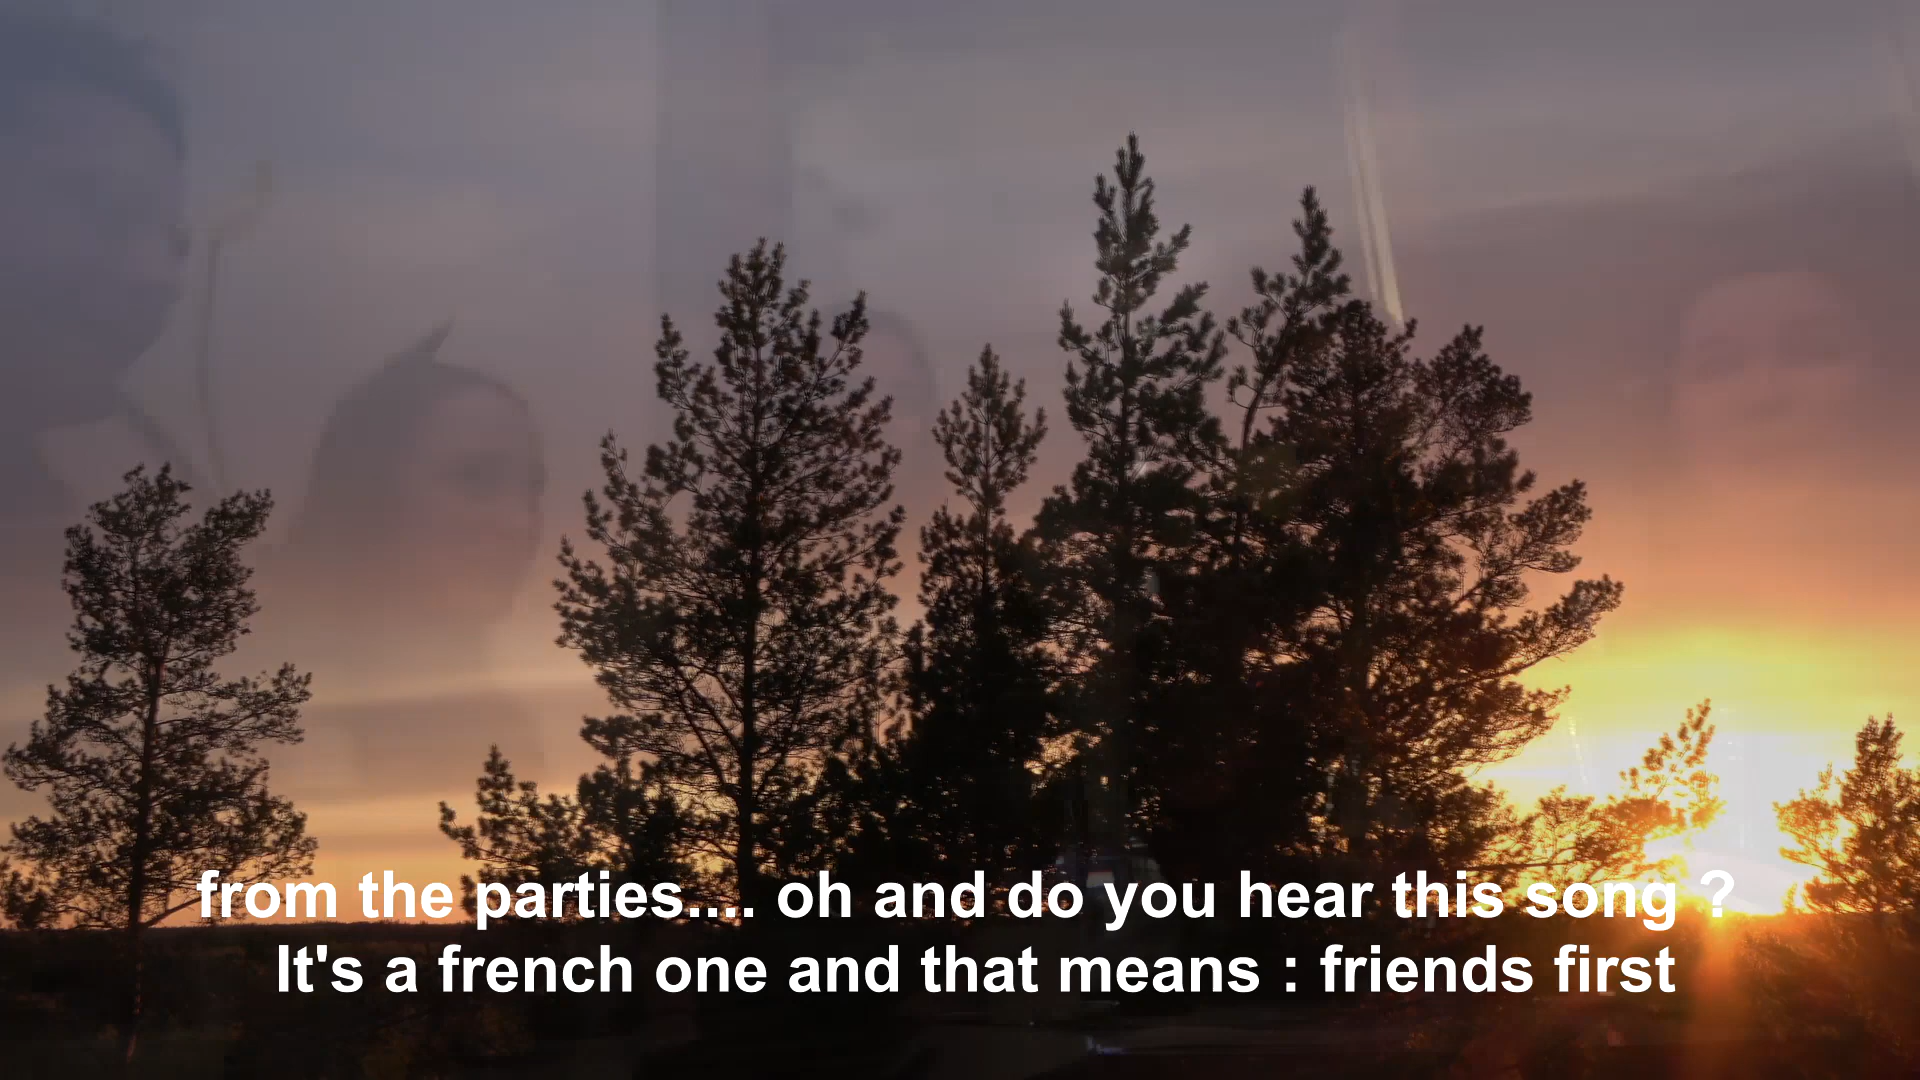 from the parties.... oh and do you hear this song ?
It's a french one and that means : friends first